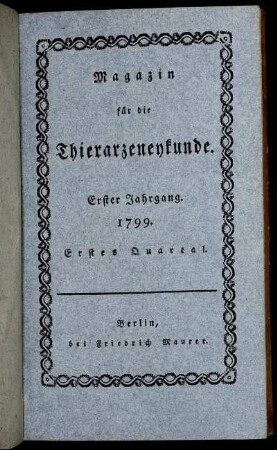 Magazin
für die
Thierarzeneykunde.
Erster Jahrgang.
1799.
Erstes Quartal.
Berlin,
bei Friedrich Maurer.